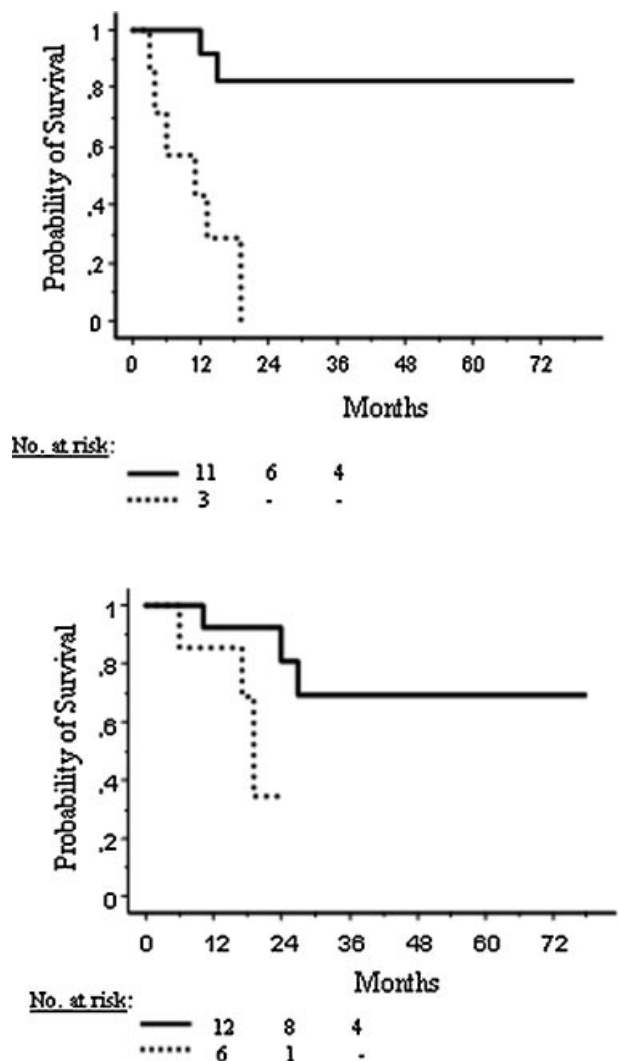 1
.8
.6
.4
.2
0
Probability of Survival
0 12 24 36 48 60 72
Months
No. at risk:
11 6 4
3 - -
1
.8
.6
.4
.2
0
Probability of Survival
0 12 24 36 48 60 72
Months
No. at risk:
12 8 4
6 1 -